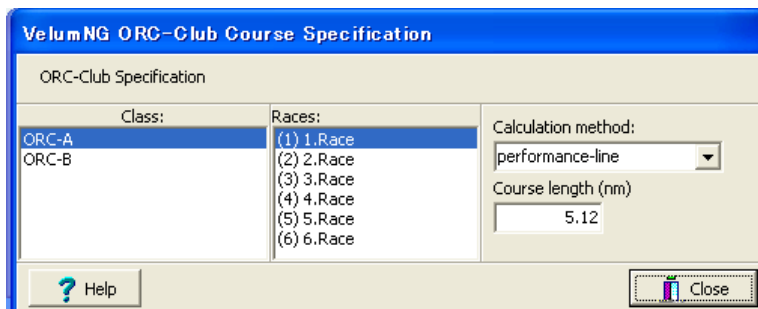 VelumNG ORC-Club Course Specification
ORC-Club Specification
Class:
ORC-A
ORC-B
Races:
(1) 1.Race
(2) 2.Race
(3) 3.Race
(4) 4.Race
(5) 5.Race
(6) 6.Race
Calculation method:
performance-line
Course length (nm)
5.12
? Help
Close